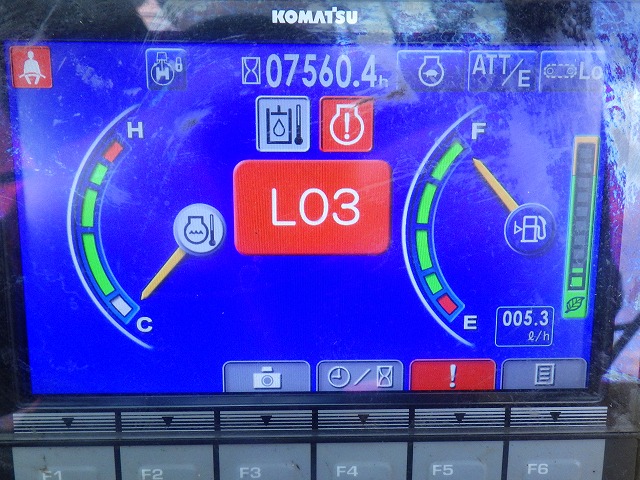 KOMATSU
07560.4h
ATT/E
Lo
H
F
L03
C
E
005.3
ℓ/h
F1 F2 F3 F4 F5 F6